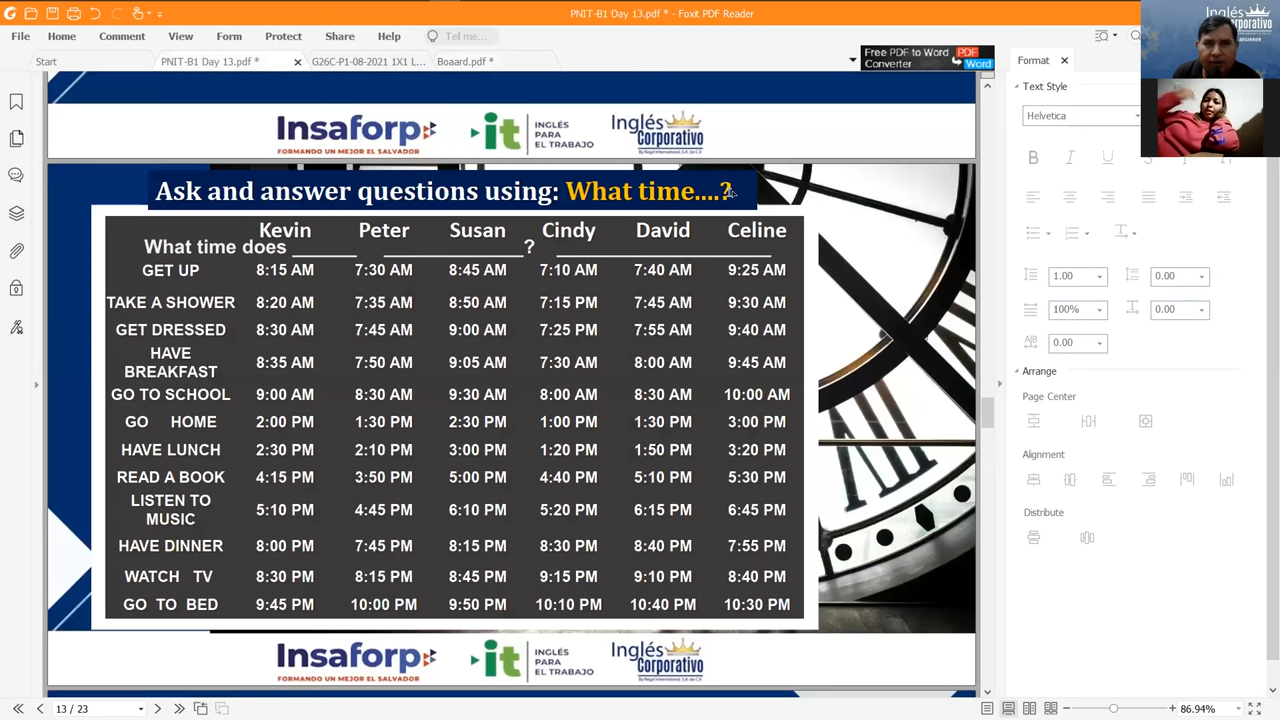 PNIT-B1 Day 13.pdf * - Foxit PDF Reader
File Home Comment View Form Protect Share Help Tell me...
Start PNIT-B1 Day 13.pdf * G26C-P1-08-2021 1X1 L... Boaard.pdf *
Free PDF to Word Converter
PDF
Word
Inglés
Corporativo
Format
Text Style
Helvetica
1.00 0.00
100% 0.00
0.00
Arrange
Page Center
Alignment
Distribute
Insaforp
FORMANDO UN MEJOR EL SALVADOR
it
INGLÉS
PARA
EL TRABAJO
Inglés
Corporativo
Ask and answer questions using: What time....?
Kevin Peter Susan Cindy David Celine
What time does ______ ____________? __________________
GET UP 8:15 AM 7:30 AM 8:45 AM 7:10 AM 7:40 AM 9:25 AM
TAKE A SHOWER 8:20 AM 7:35 AM 8:50 AM 7:15 PM 7:45 AM 9:30 AM
GET DRESSED 8:30 AM 7:45 AM 9:00 AM 7:25 PM 7:55 AM 9:40 AM
HAVE
BREAKFAST 8:35 AM 7:50 AM 9:05 AM 7:30 AM 8:00 AM 9:45 AM
GO TO SCHOOL 9:00 AM 8:30 AM 9:30 AM 8:00 AM 8:30 AM 10:00 AM
GO HOME 2:00 PM 1:30 PM 2:30 PM 1:00 PM 1:30 PM 3:00 PM
HAVE LUNCH 2:30 PM 2:10 PM 3:00 PM 1:20 PM 1:50 PM 3:20 PM
READ A BOOK 4:15 PM 3:50 PM 5:00 PM 4:40 PM 5:10 PM 5:30 PM
LISTEN TO
MUSIC 5:10 PM 4:45 PM 6:10 PM 5:20 PM 6:15 PM 6:45 PM
HAVE DINNER 8:00 PM 7:45 PM 8:15 PM 8:30 PM 8:40 PM 7:55 PM
WATCH TV 8:30 PM 8:15 PM 8:45 PM 9:15 PM 9:10 PM 8:40 PM
GO TO BED 9:45 PM 10:00 PM 9:50 PM 10:10 PM 10:40 PM 10:30 PM
Insaforp
FORMANDO UN MEJOR EL SALVADOR
it
INGLÉS
PARA
EL TRABAJO
Inglés
Corporativo
13 / 23
86.94%